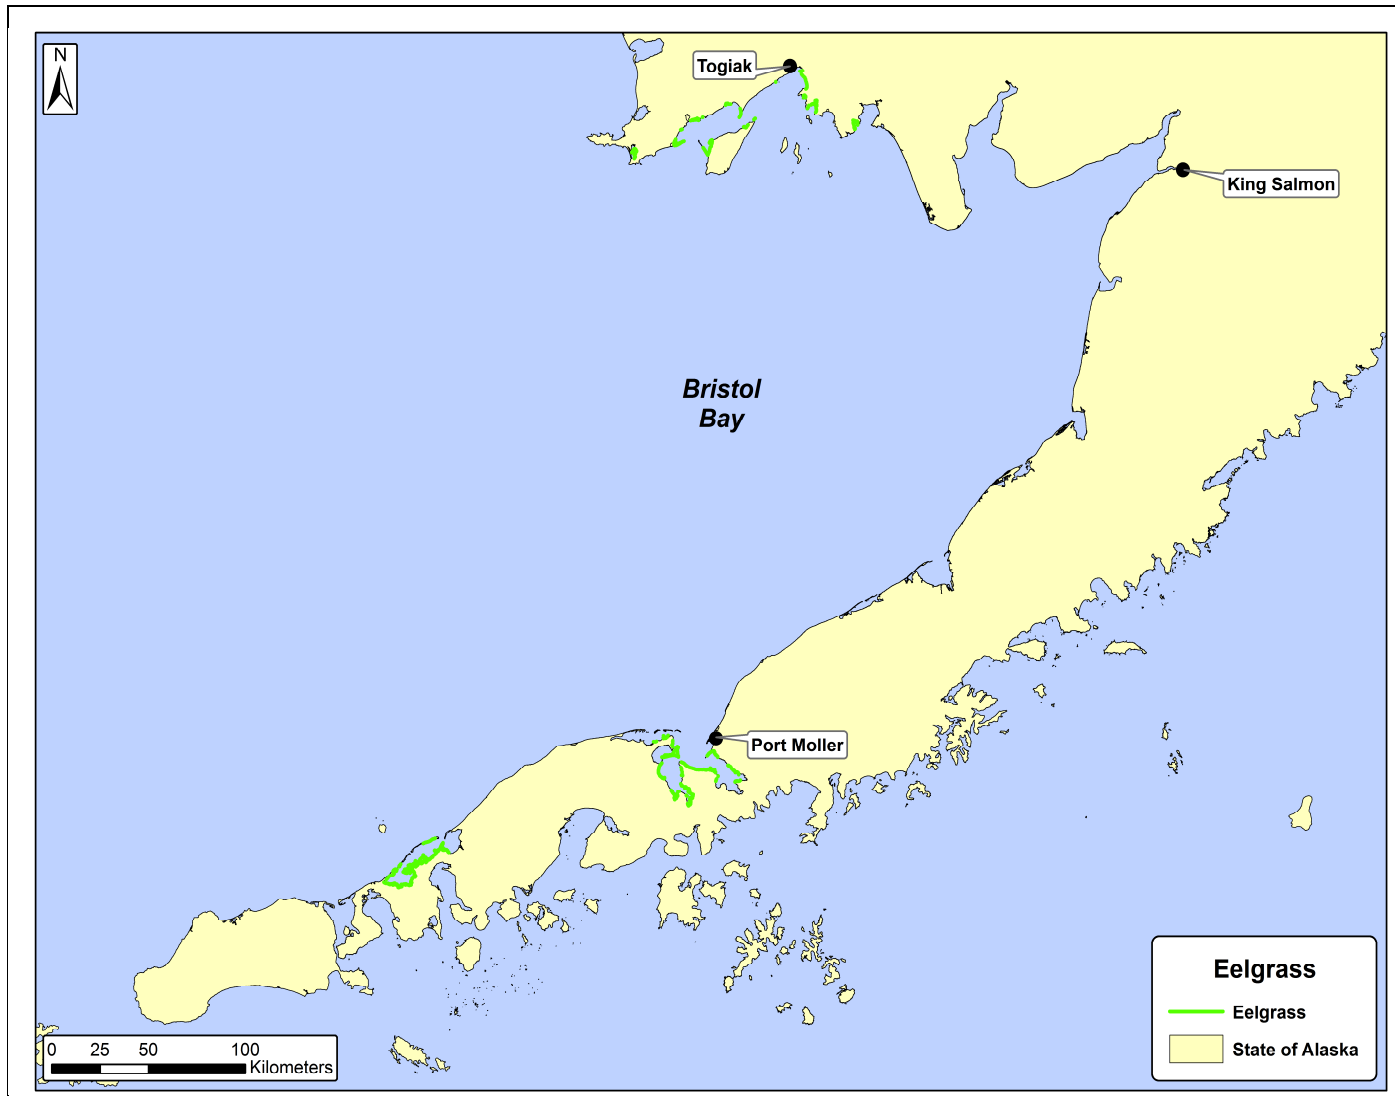 N
Togiak
King Salmon
Bristol
Bay
Port Moller
Eelgrass
Eelgrass
State of Alaska
0 25 50 100
Kilometers